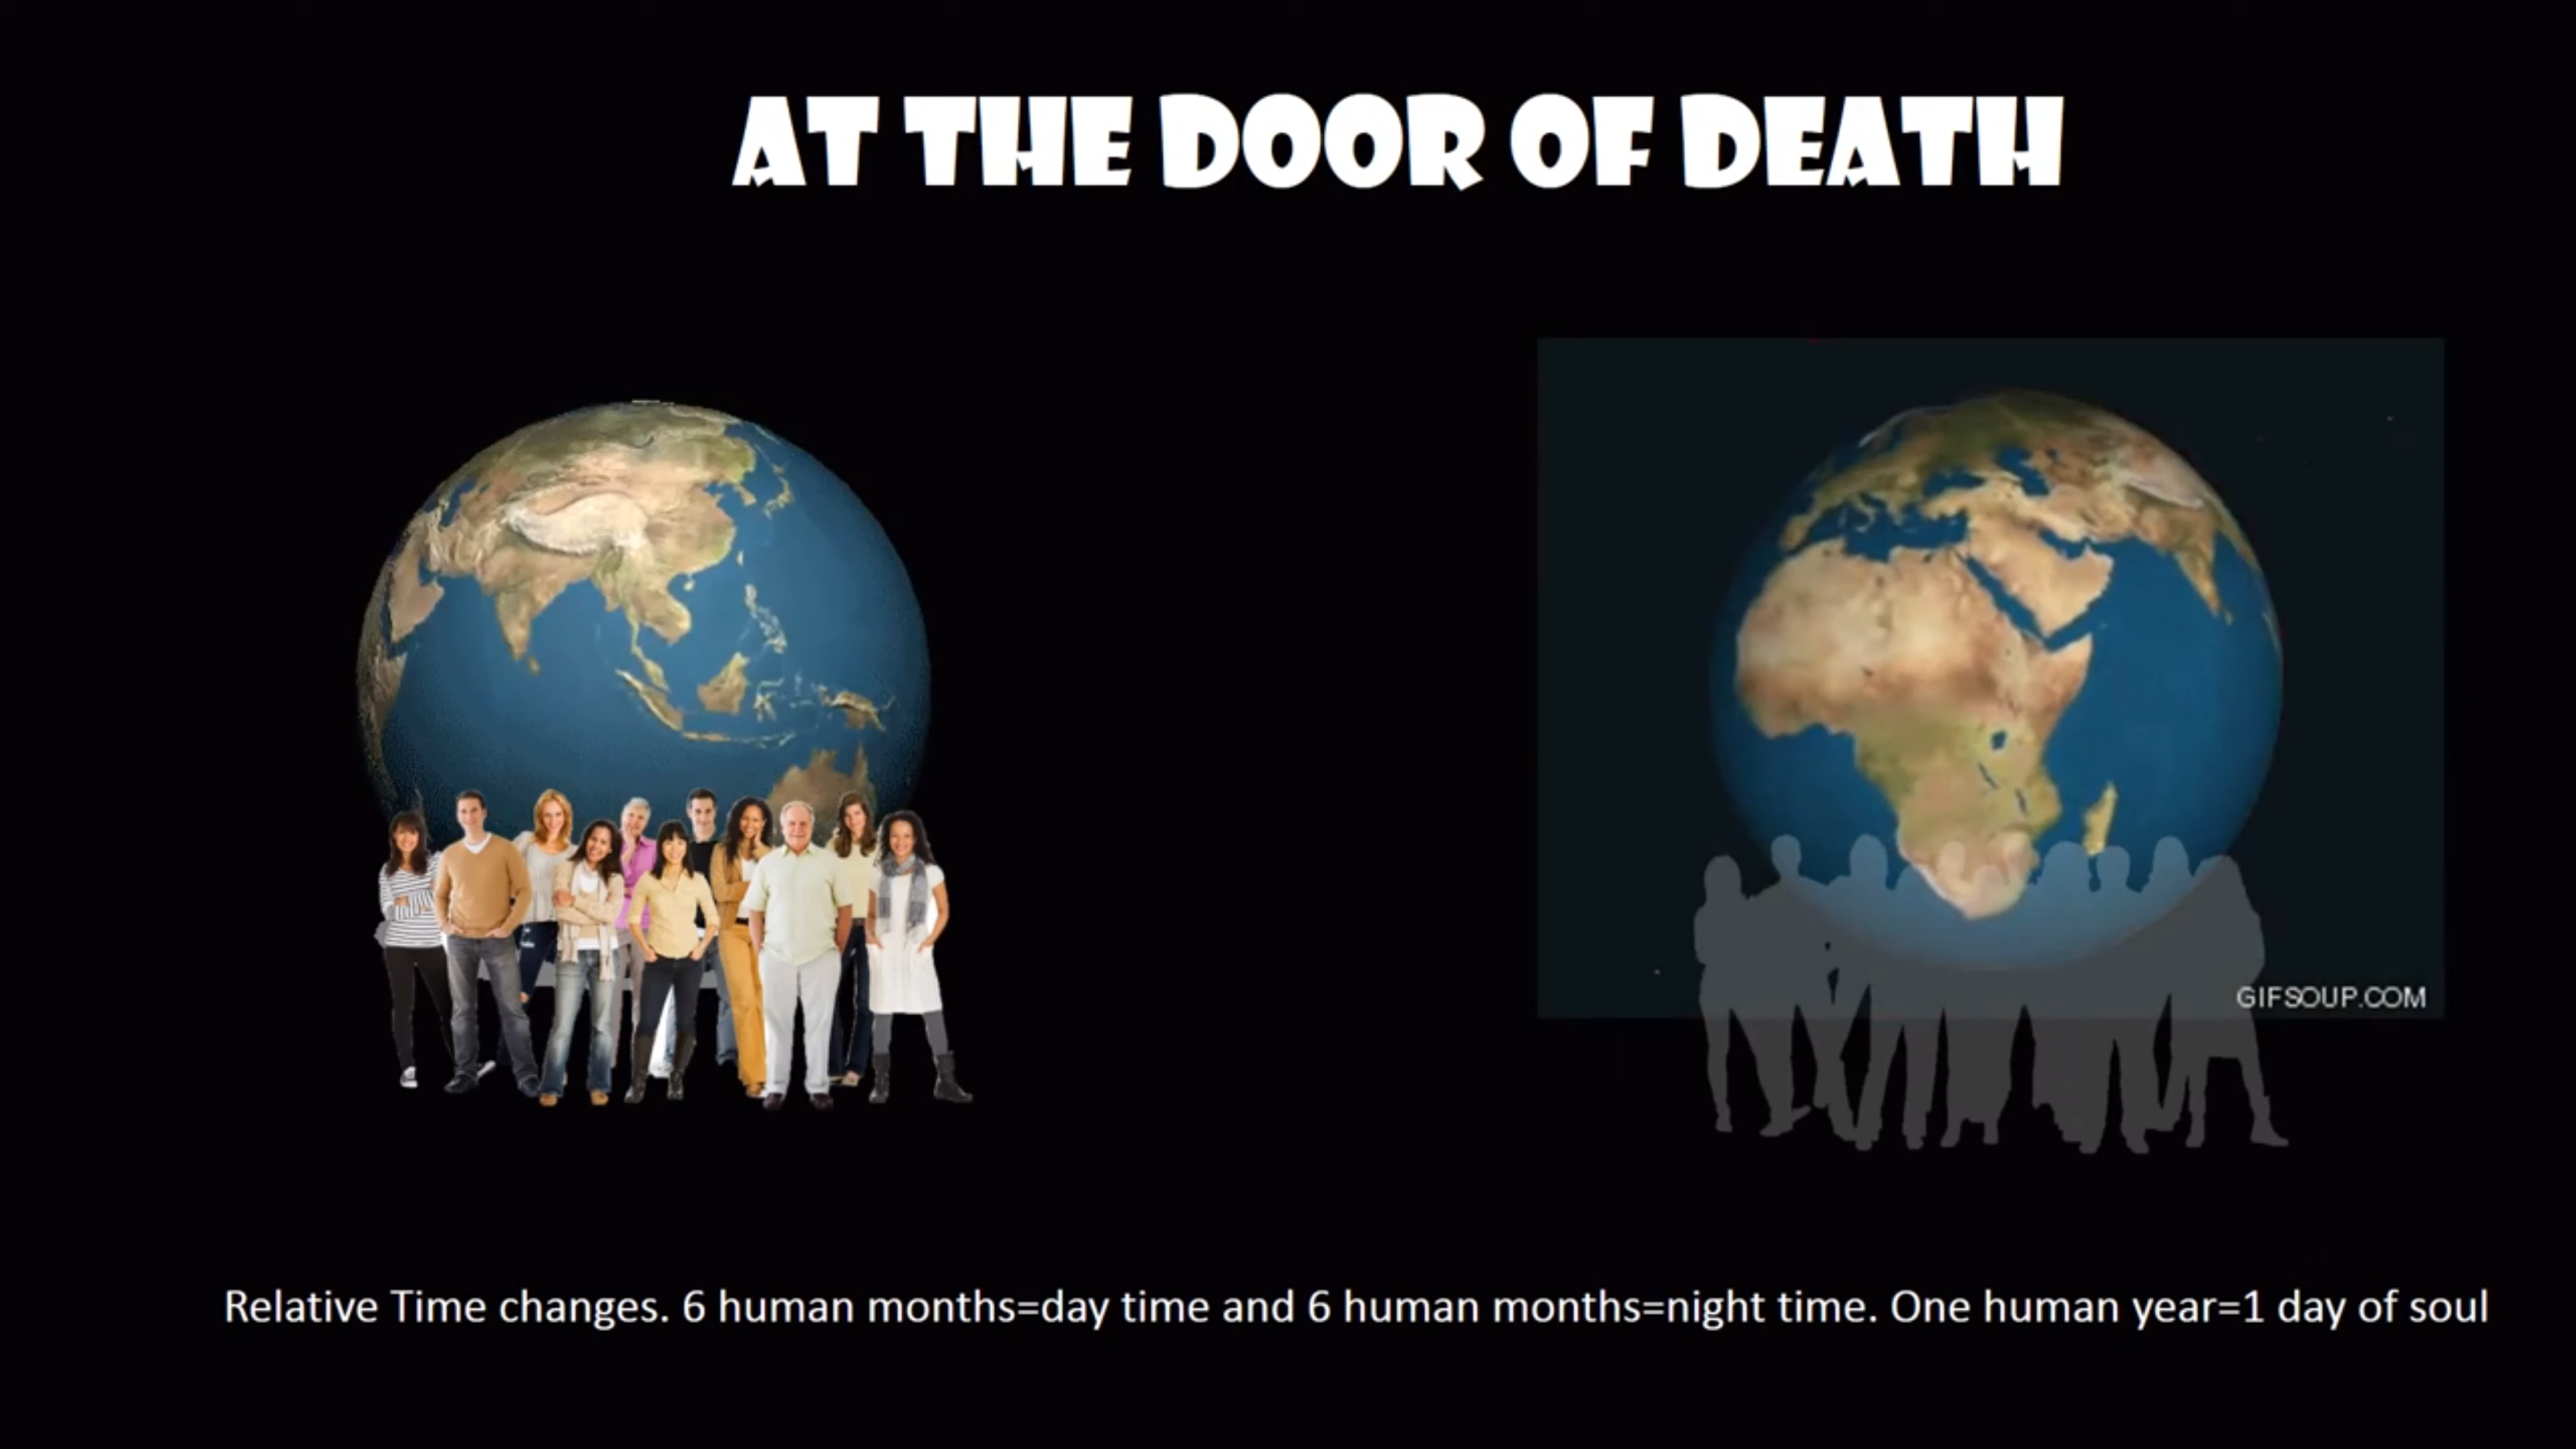 AT THE DOOR OF DEATH
GIFSOUP.COM
Relative Time changes. 6 human months=day time and 6 human months=night time. One human year=1 day of soul